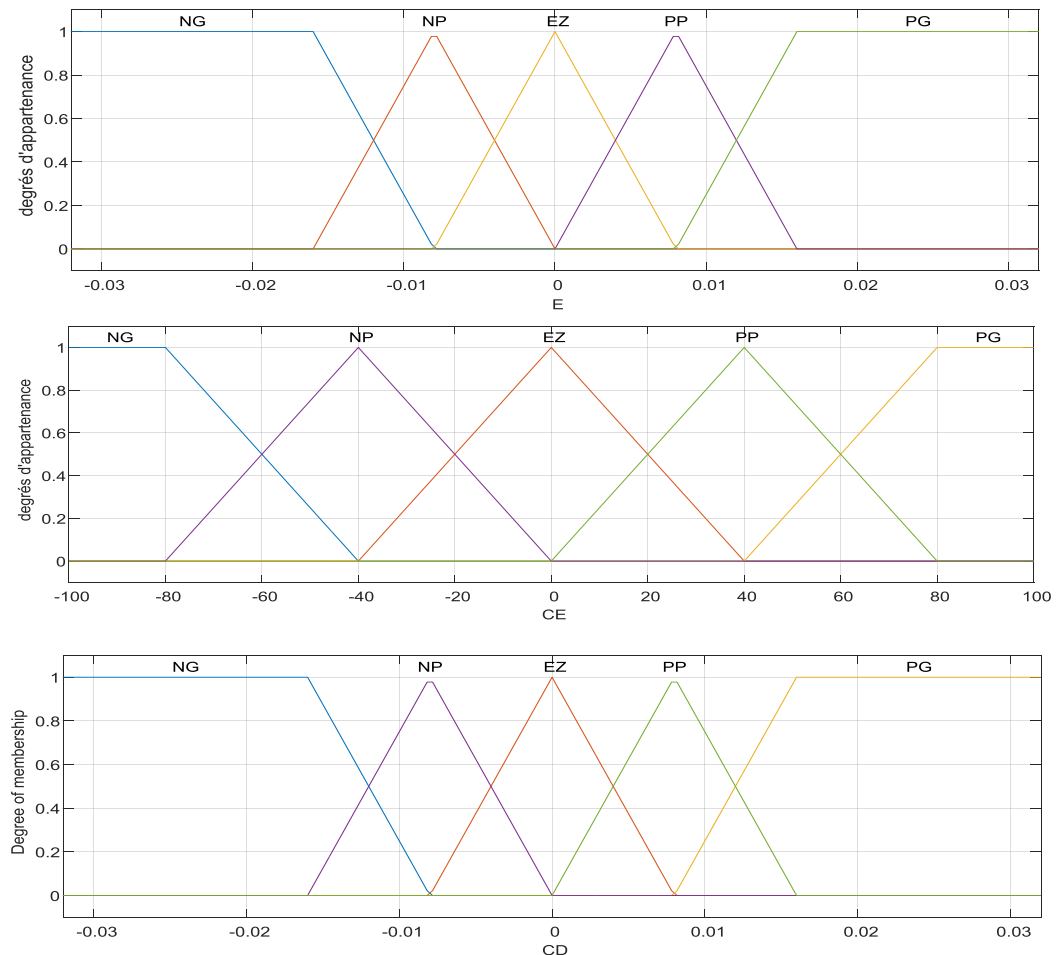 NG NP EZ PP PG
1
0.8
0.6
0.4
0.2
0
degrés d'appartenance
-0.03 -0.02 -0.01 0 0.01 0.02 0.03
E
NG NP EZ PP PG
1
0.8
0.6
0.4
0.2
0
degrés d'appartenance
-100 -80 -60 -40 -20 0 20 40 60 80 100
CE
NG NP EZ PP PG
1
0.8
0.6
0.4
0.2
0
Degree of membership
-0.03 -0.02 -0.01 0 0.01 0.02 0.03
CD